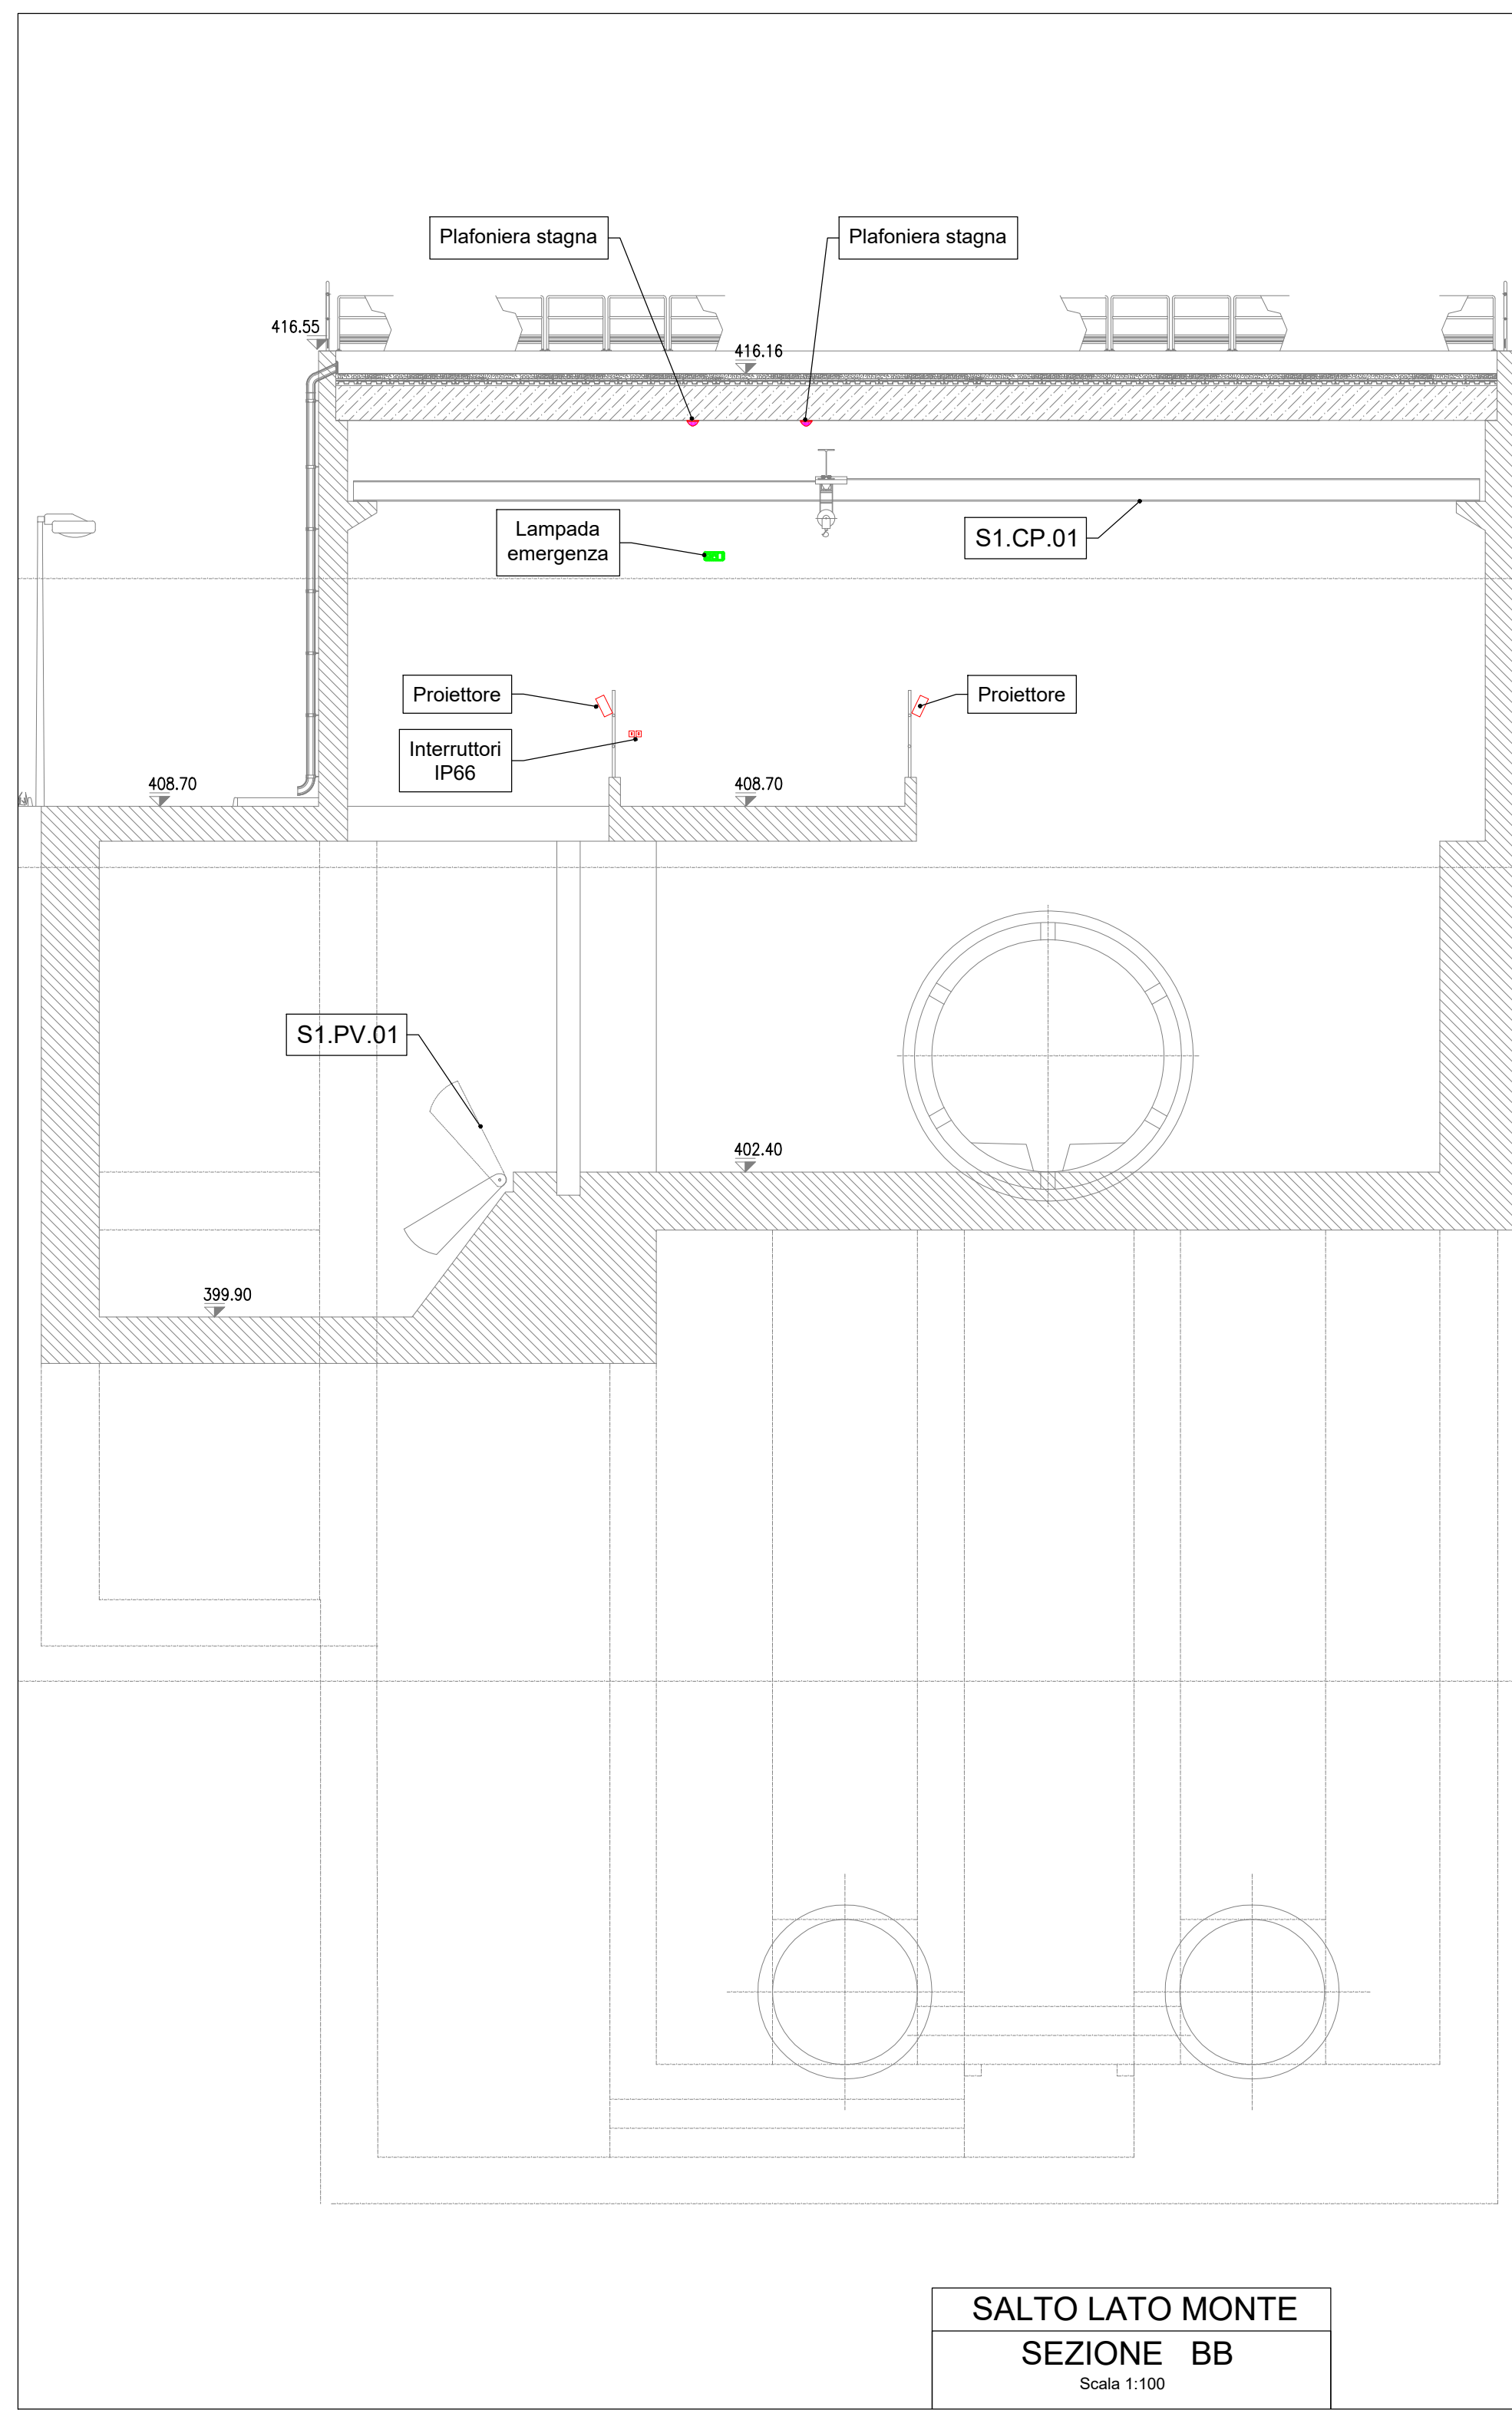 Plafoniera stagna
Plafoniera stagna
416.55
416.16
Lampada
emergenza
S1.CP.01
Proiettore
Proiettore
Interruttori
IP66
408.70
408.70
S1.PV.01
402.40
399.90
SALTO LATO MONTE
SEZIONE BB
Scala 1:100